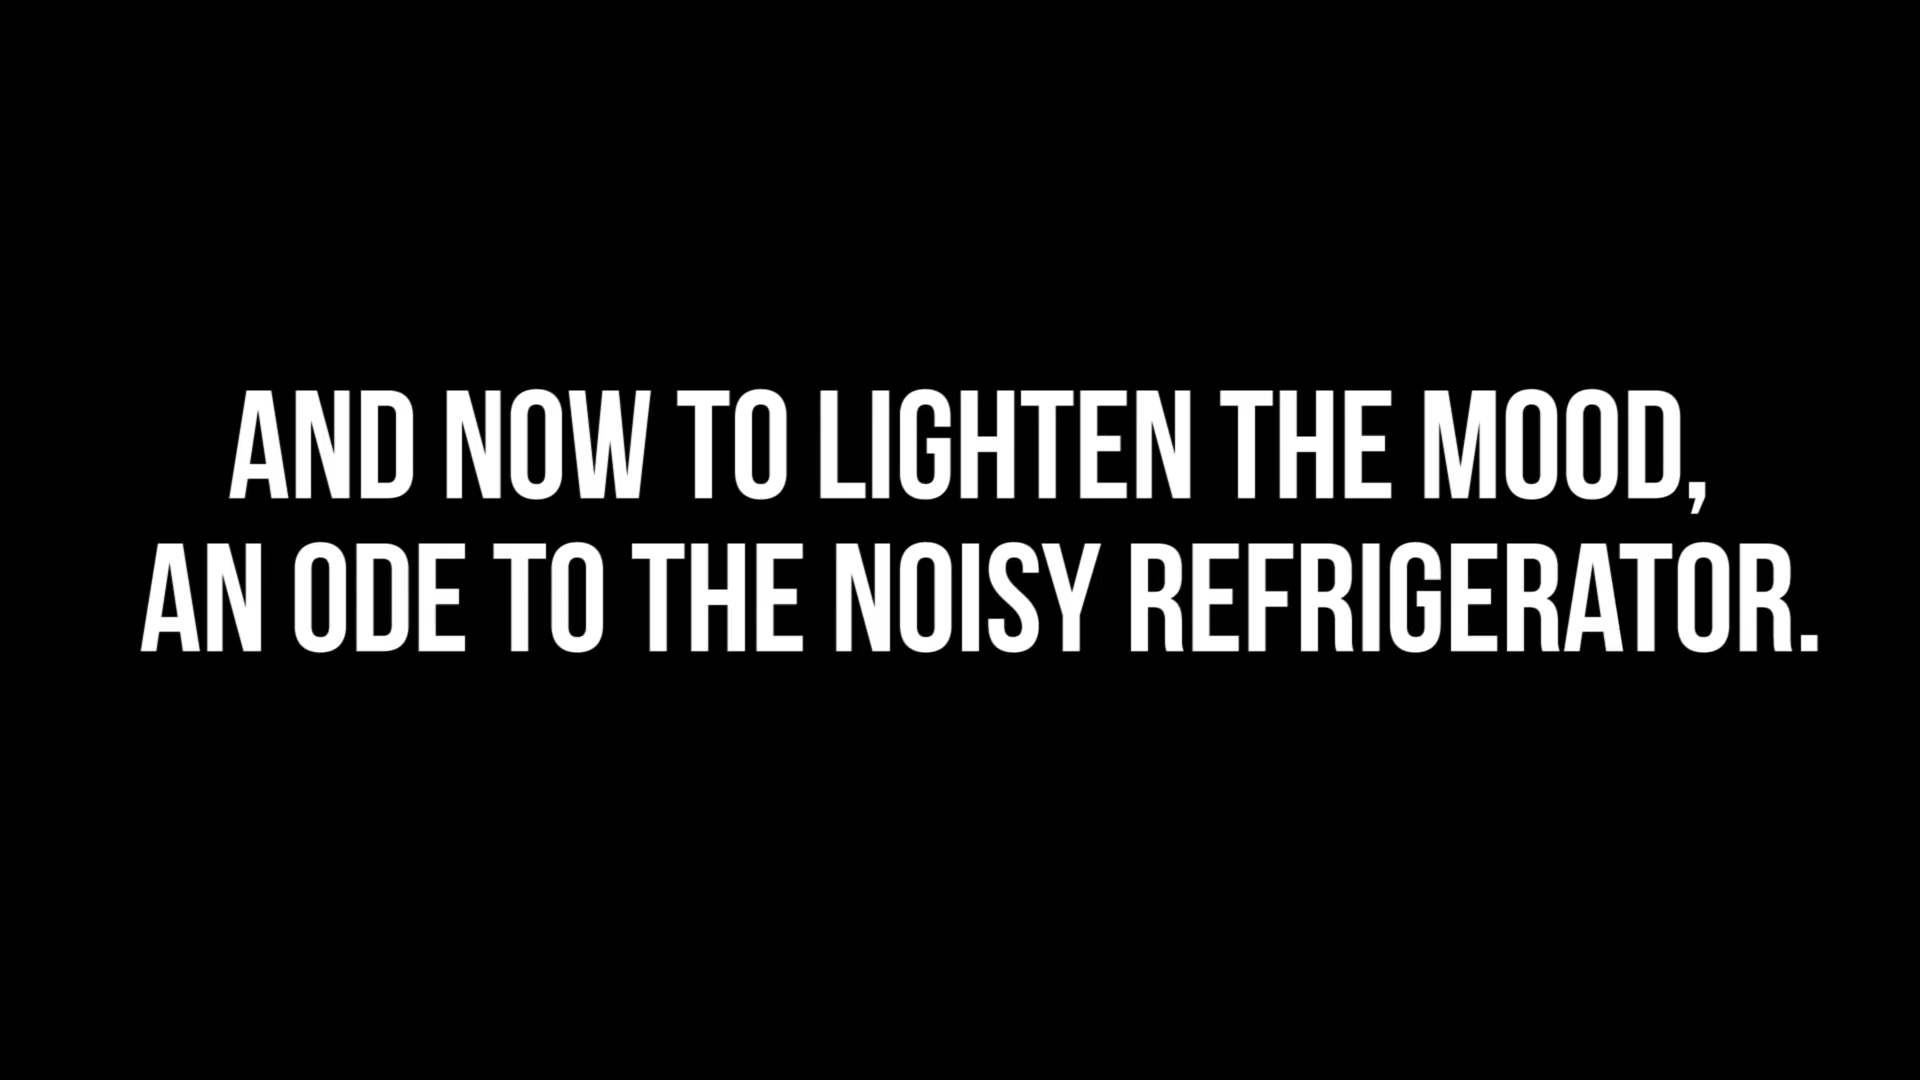 AND NOW TO LIGHTEN THE MOOD,
AN ODE TO THE NOISY REFRIGERATOR.